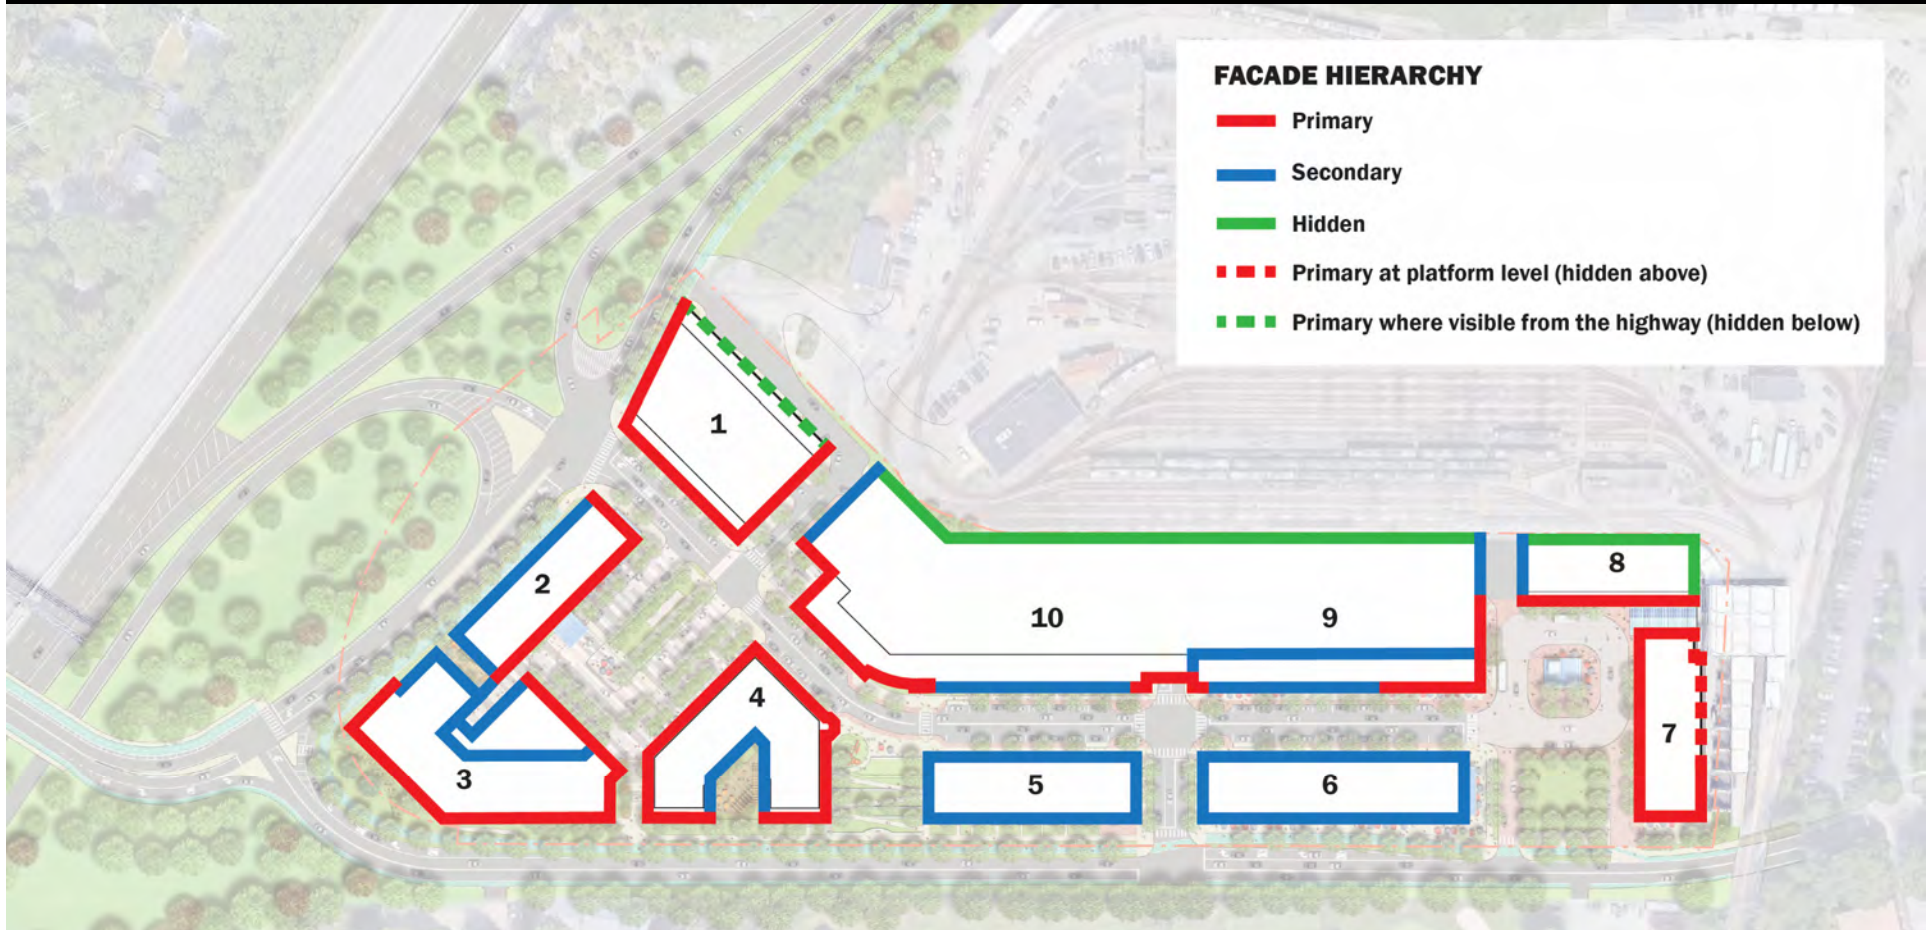 FACADE HIERARCHY
Primary
Secondary
Hidden
Primary at platform level (hidden above)
Primary where visible from the highway (hidden below)
1
2
3
4
5
6
7
8
9
10